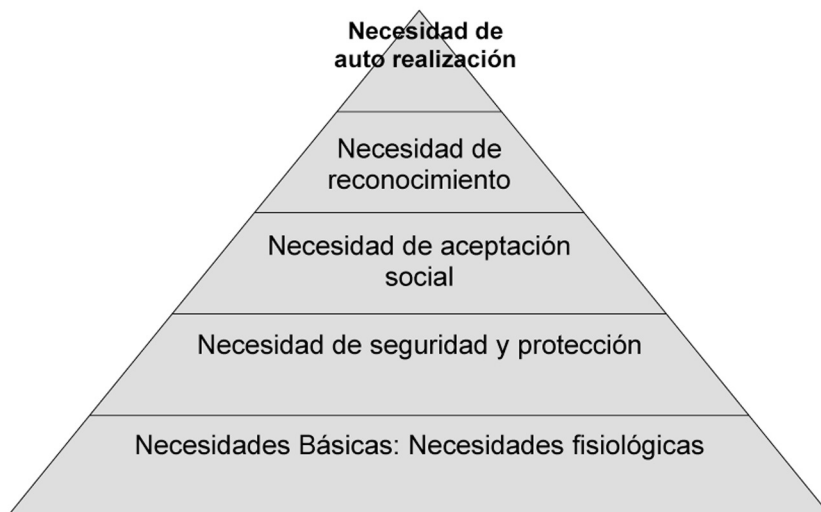 Necesidad de
auto realización
Necesidad de
reconocimiento
Necesidad de aceptación
social
Necesidad de seguridad y protección
Necesidades Básicas: Necesidades fisiológicas